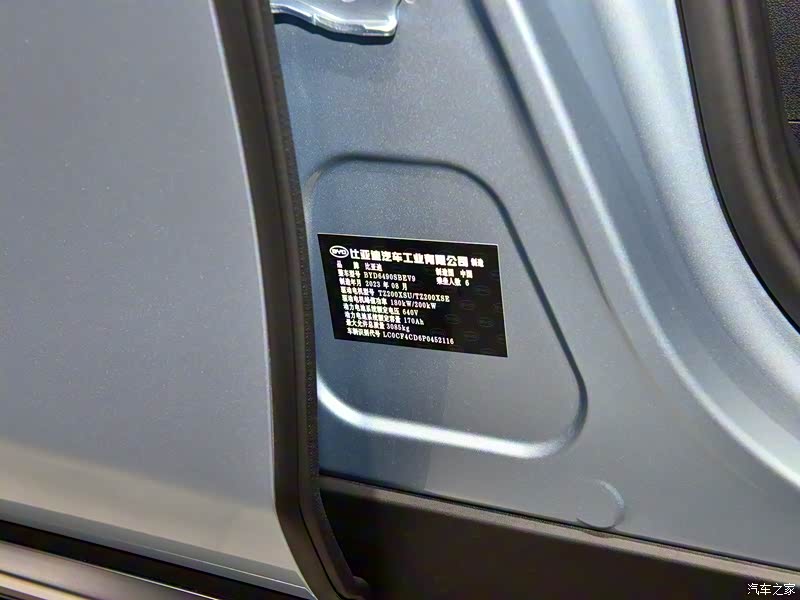 BYD 比亚迪汽车工业有限公司 制造
品 牌 比亚迪 制造国 中国
整车型号 BYD6490SBEV9 乘坐人数 6
制造年月 2023 年 08 月
驱动电机型号 TZ200XSU/TZ200XSE
驱动电机峰值功率 180kW/200kW
动力电池系统额定电压 640V
动力电池系统额定容量 170Ah
最大允许总质量 3085kg
车辆识别代号 LC0CF4CD6P0452116
汽车之家